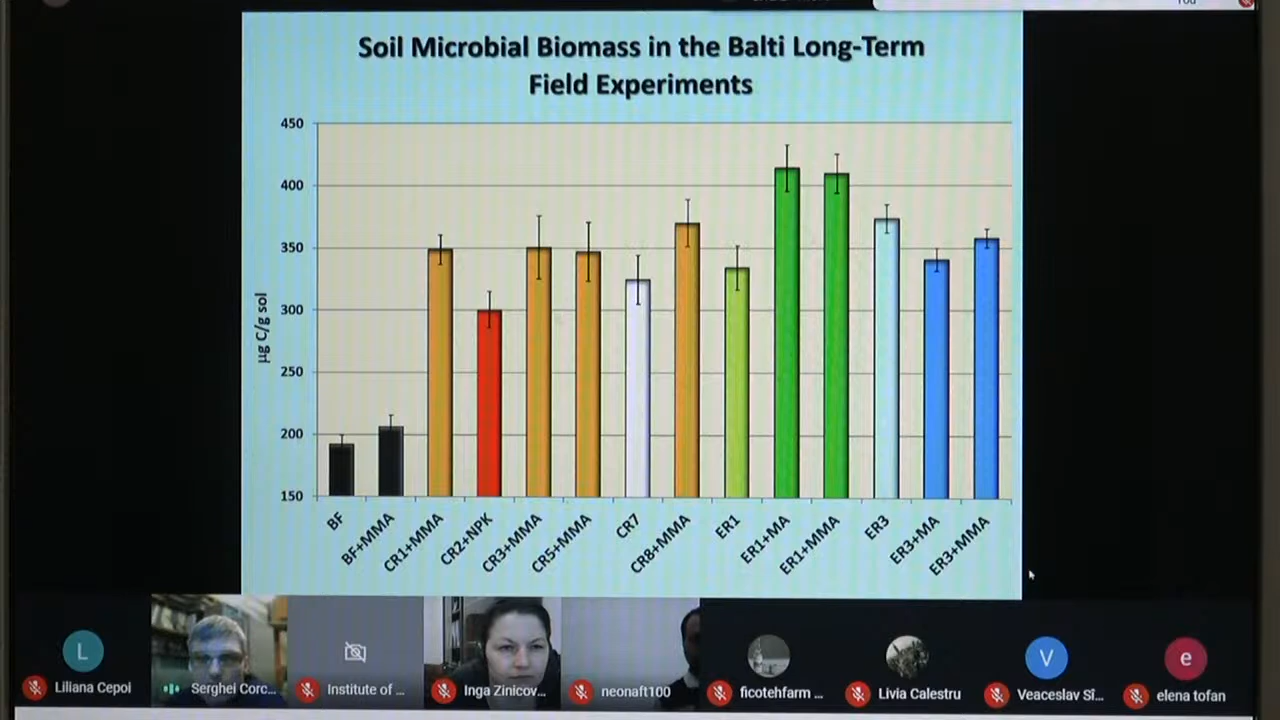 You
Soil Microbial Biomass in the Balti Long-Term
Field Experiments
µg C/g sol
450
400
350
300
250
200
150
BF
BF+MMA
CR1+MMA
CR2+NPK
CR3+MMA
CR5+MMA
CR7
CR8+MMA
ER1
ER1+MA
ER1+MMA
ER3
ER3+MA
ER3+MMA
L
V
e
Liliana Cepoi
Serghei Corc...
Institute of ...
Inga Zinicov...
neonaft100
ficotehfarm ...
Livia Calestru
Veaceslav Sî...
elena tofan